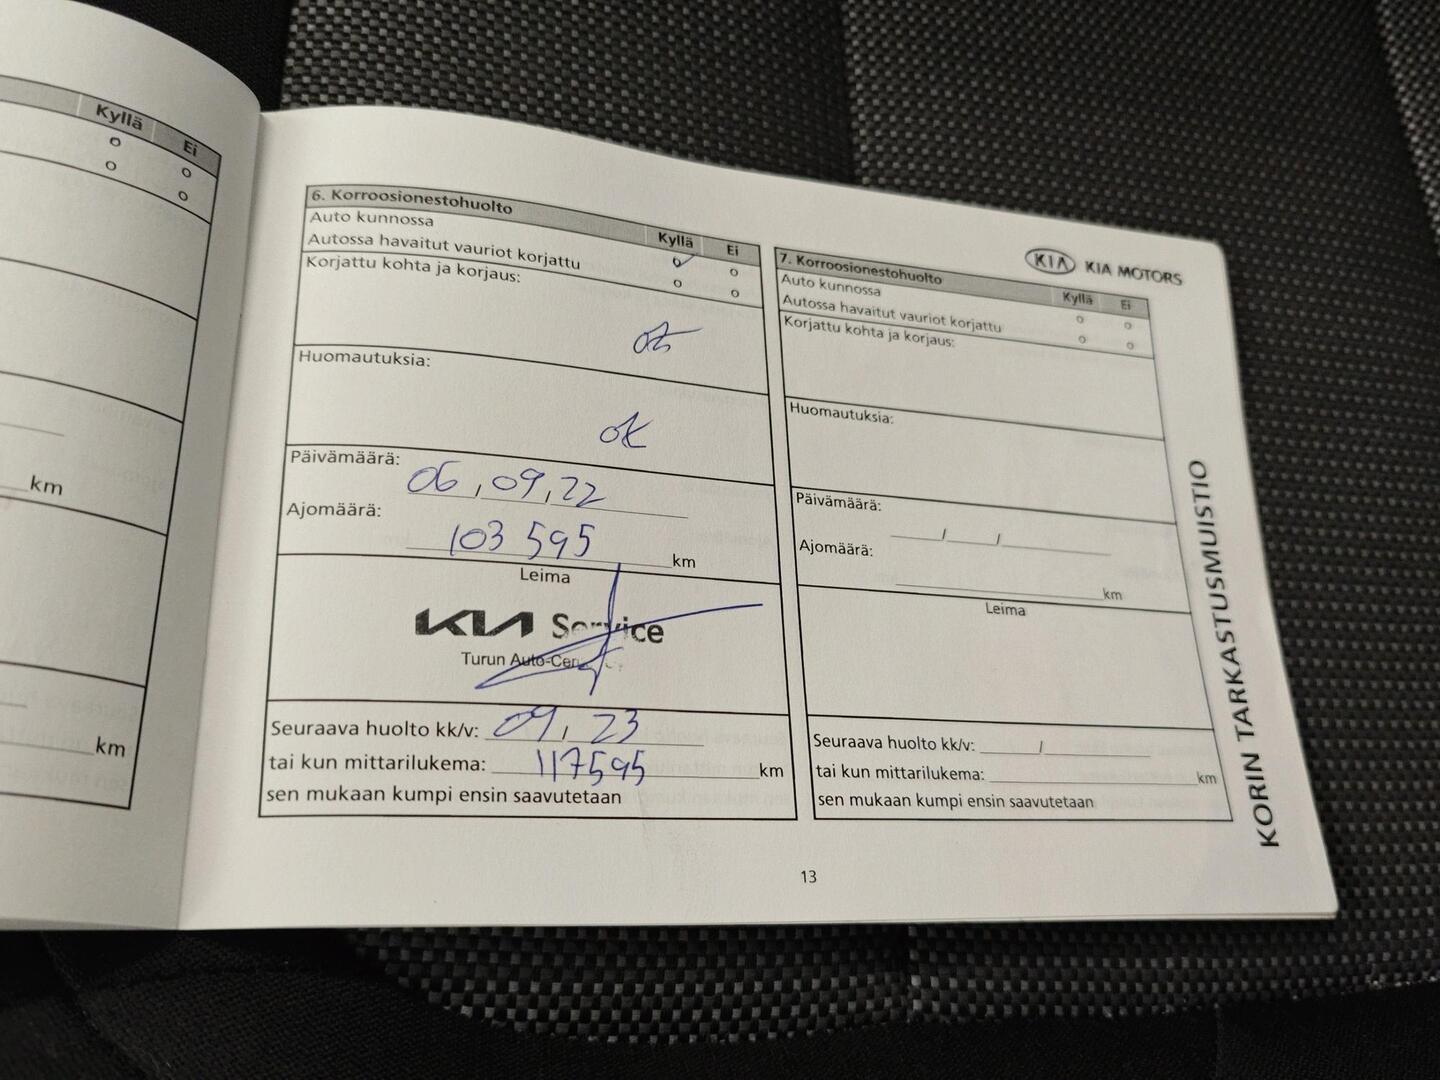 Kyllä Ei
km
km
6. Korroosionestohuolto
Kyllä Ei
Auto kunnossa
Autossa havaitut vauriot korjattu
Korjattu kohta ja korjaus:
ok
Huomautuksia:
ok
Päivämäärä: 06, 09, 22
Ajomäärä: 103 595 km
Leima
KIA Service
Turun Auto-
Seuraava huolto kk/v: 09, 23
tai kun mittarilukema: 117595 km
sen mukaan kumpi ensin saavutetaan
KIA KIA MOTORS
7. Korroosionestohuolto
Kyllä Ei
Auto kunnossa
Autossa havaitut vauriot korjattu
Korjattu kohta ja korjaus:
Huomautuksia:
Päivämäärä: / /
Ajomäärä: km
Leima
Seuraava huolto kk/v: /
tai kun mittarilukema: km
sen mukaan kumpi ensin saavutetaan
KORIN TARKASTUSMUISTIO
13